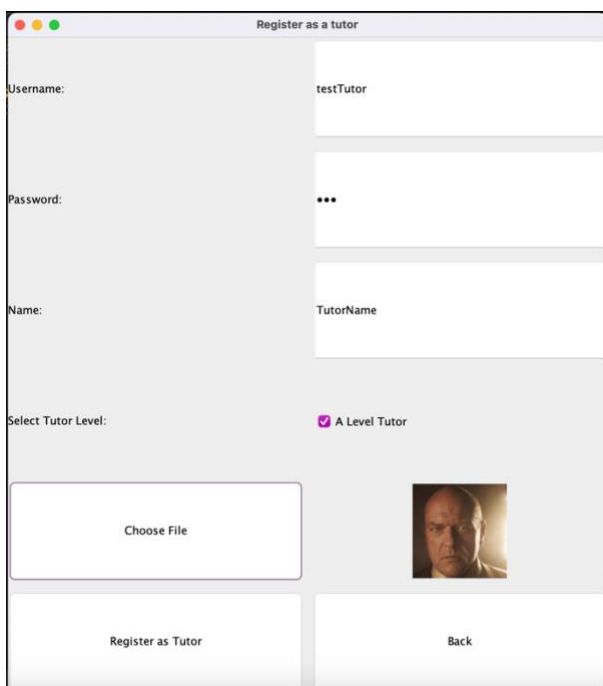 Register as a tutor
Username:
testTutor
Password:
•••
Name:
TutorName
Select Tutor Level:
A Level Tutor
Choose File
Register as Tutor
Back